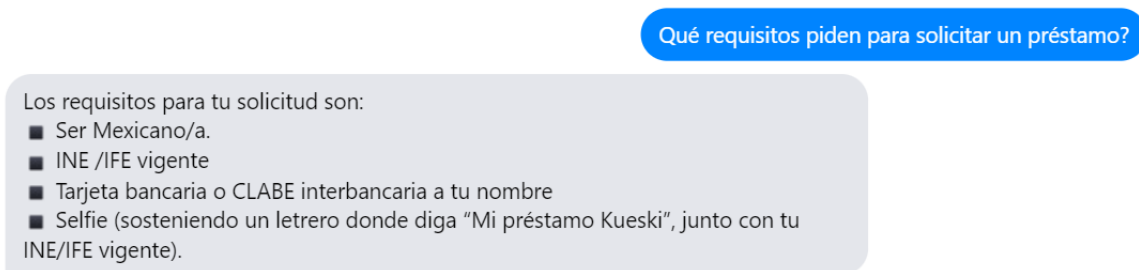 Qué requisitos piden para solicitar un préstamo?
Los requisitos para tu solicitud son:
▪ Ser Mexicano/a.
▪ INE /IFE vigente
▪ Tarjeta bancaria o CLABE interbancaria a tu nombre
▪ Selfie (sosteniendo un letrero donde diga “Mi préstamo Kueski”, junto con tu
INE/IFE vigente).